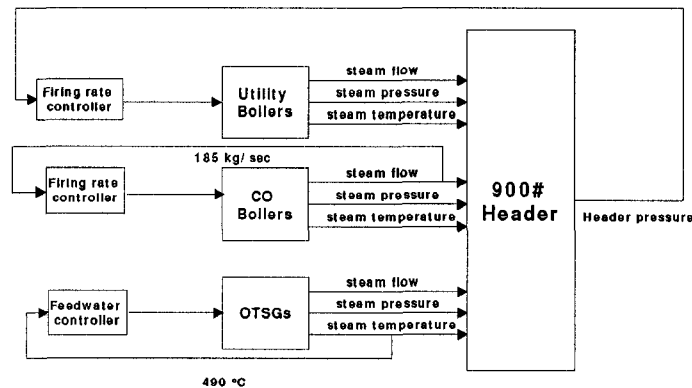 Firing rate
controller
Utility
Boilers
steam flow
steam pressure
steam temperature
185 kg/ sec
Firing rate
controller
CO
Boilers
steam flow
steam pressure
steam temperature
900#
Header
Header pressure
Feedwater
controller
OTSGs
steam flow
steam pressure
steam temperature
490 °C